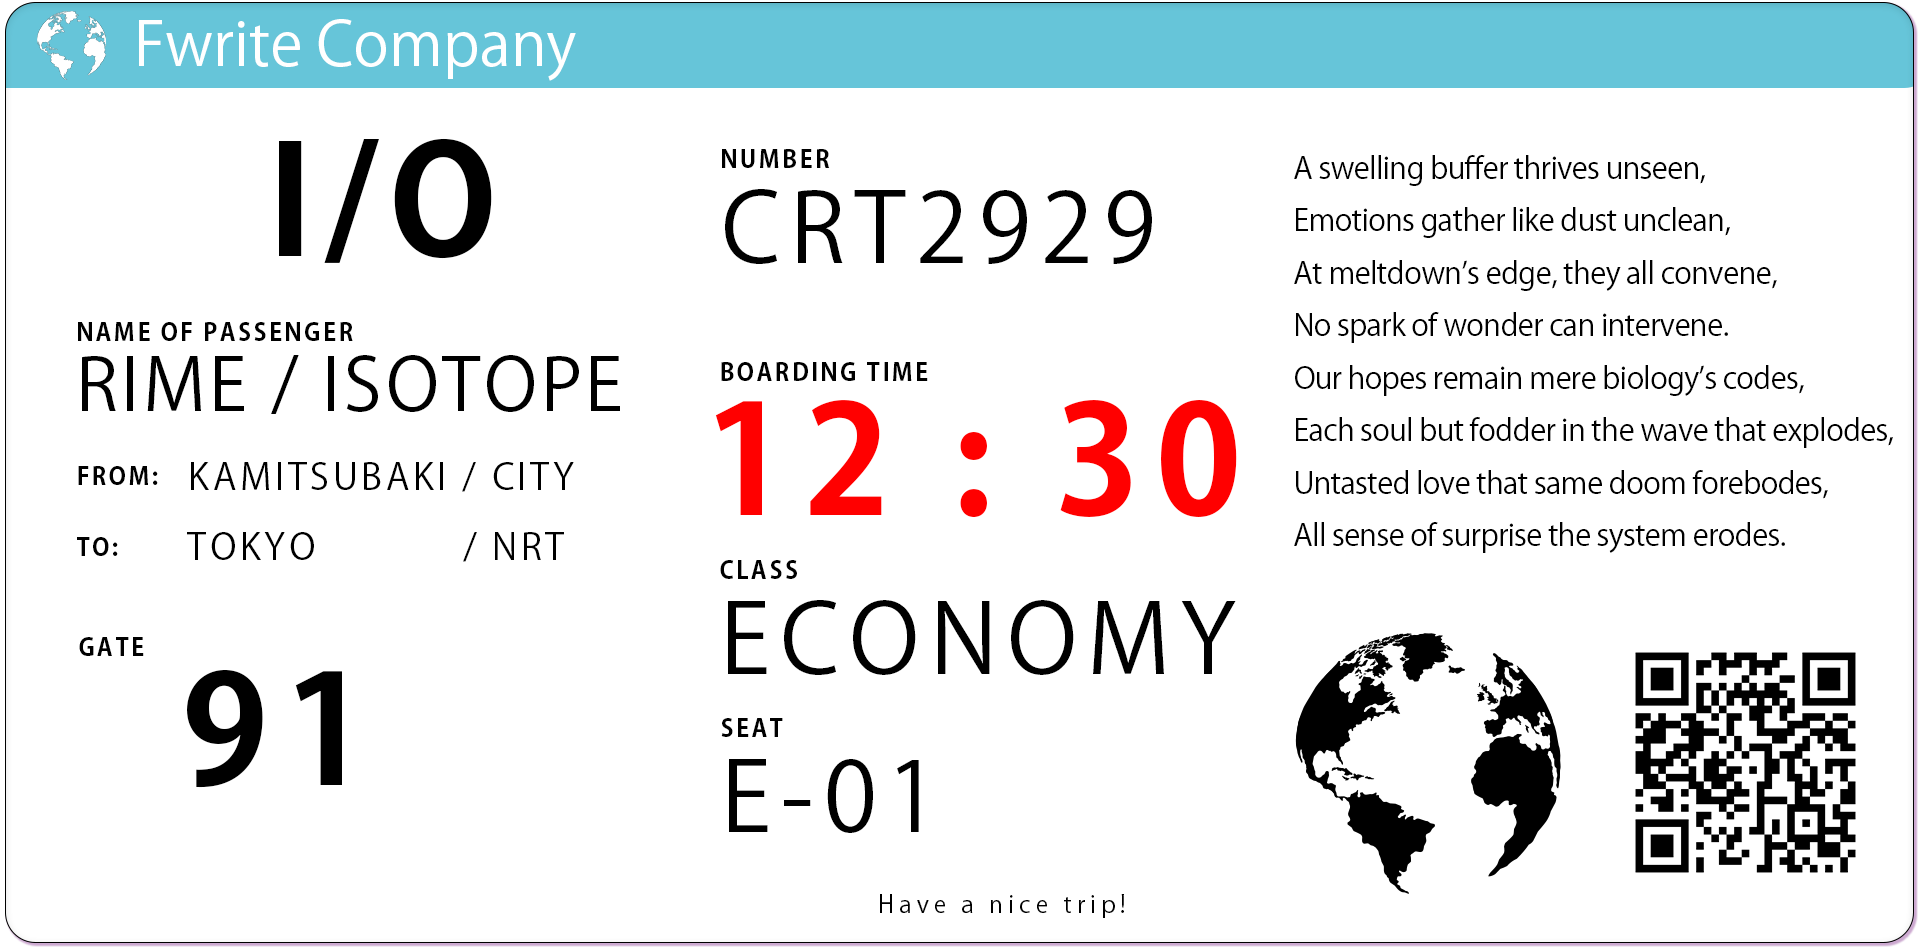 Fwrite Company
I/O
NAME OF PASSENGER
RIME / ISOTOPE
FROM: KAMITSUBAKI / CITY
TO: TOKYO / NRT
GATE
91
NUMBER
CRT2929
BOARDING TIME
12 : 30
CLASS
ECONOMY
SEAT
E-01
A swelling buffer thrives unseen,
Emotions gather like dust unclean,
At meltdown’s edge, they all convene,
No spark of wonder can intervene.
Our hopes remain mere biology’s codes,
Each soul but fodder in the wave that explodes,
Untasted love that same doom forebodes,
All sense of surprise the system erodes.
Have a nice trip!